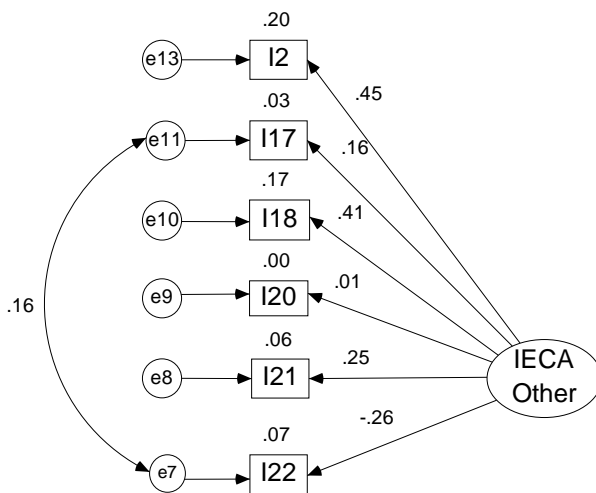 .20
e13 I2
.45
.03
e11 I17
.16
.17
e10 I18
.41
.00
e9 I20
.01
.16
.06
IECA
Other
e8 I21
.25
-.26
.07
e7 I22